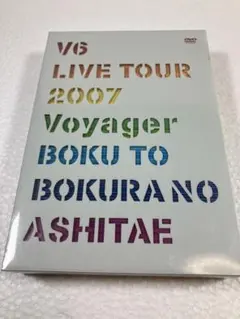 V6
DVD
LIVE TOUR
2007
Voyager
BOKU TO
BOKURA NO
ASHITAE